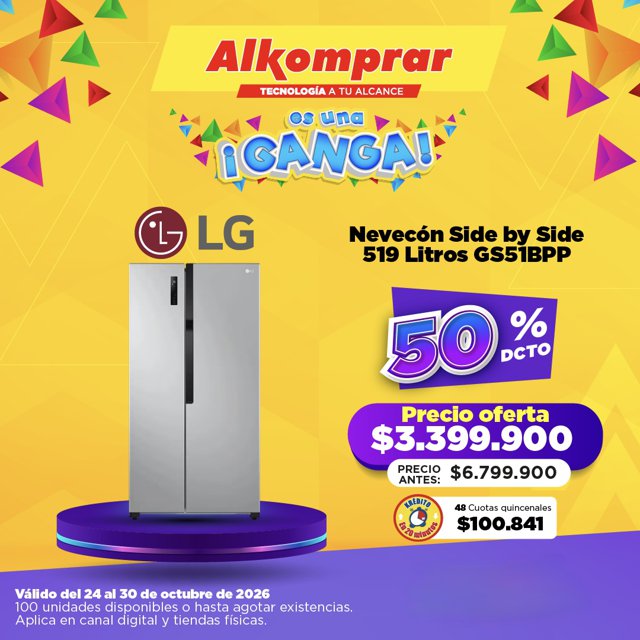 Alkomprar
TECNOLOGÍA A TU ALCANCE
es una
¡GANGA!
LG
Nevecón Side by Side
519 Litros GS51BPP
50 %
DCTO
Precio oferta
$3.399.900
PRECIO
ANTES: $6.799.900
KRÉDITO
En 20 minutos
48 Cuotas quincenales
$100.841
Válido del 24 al 30 de octubre de 2026
100 unidades disponibles o hasta agotar existencias.
Aplica en canal digital y tiendas físicas.